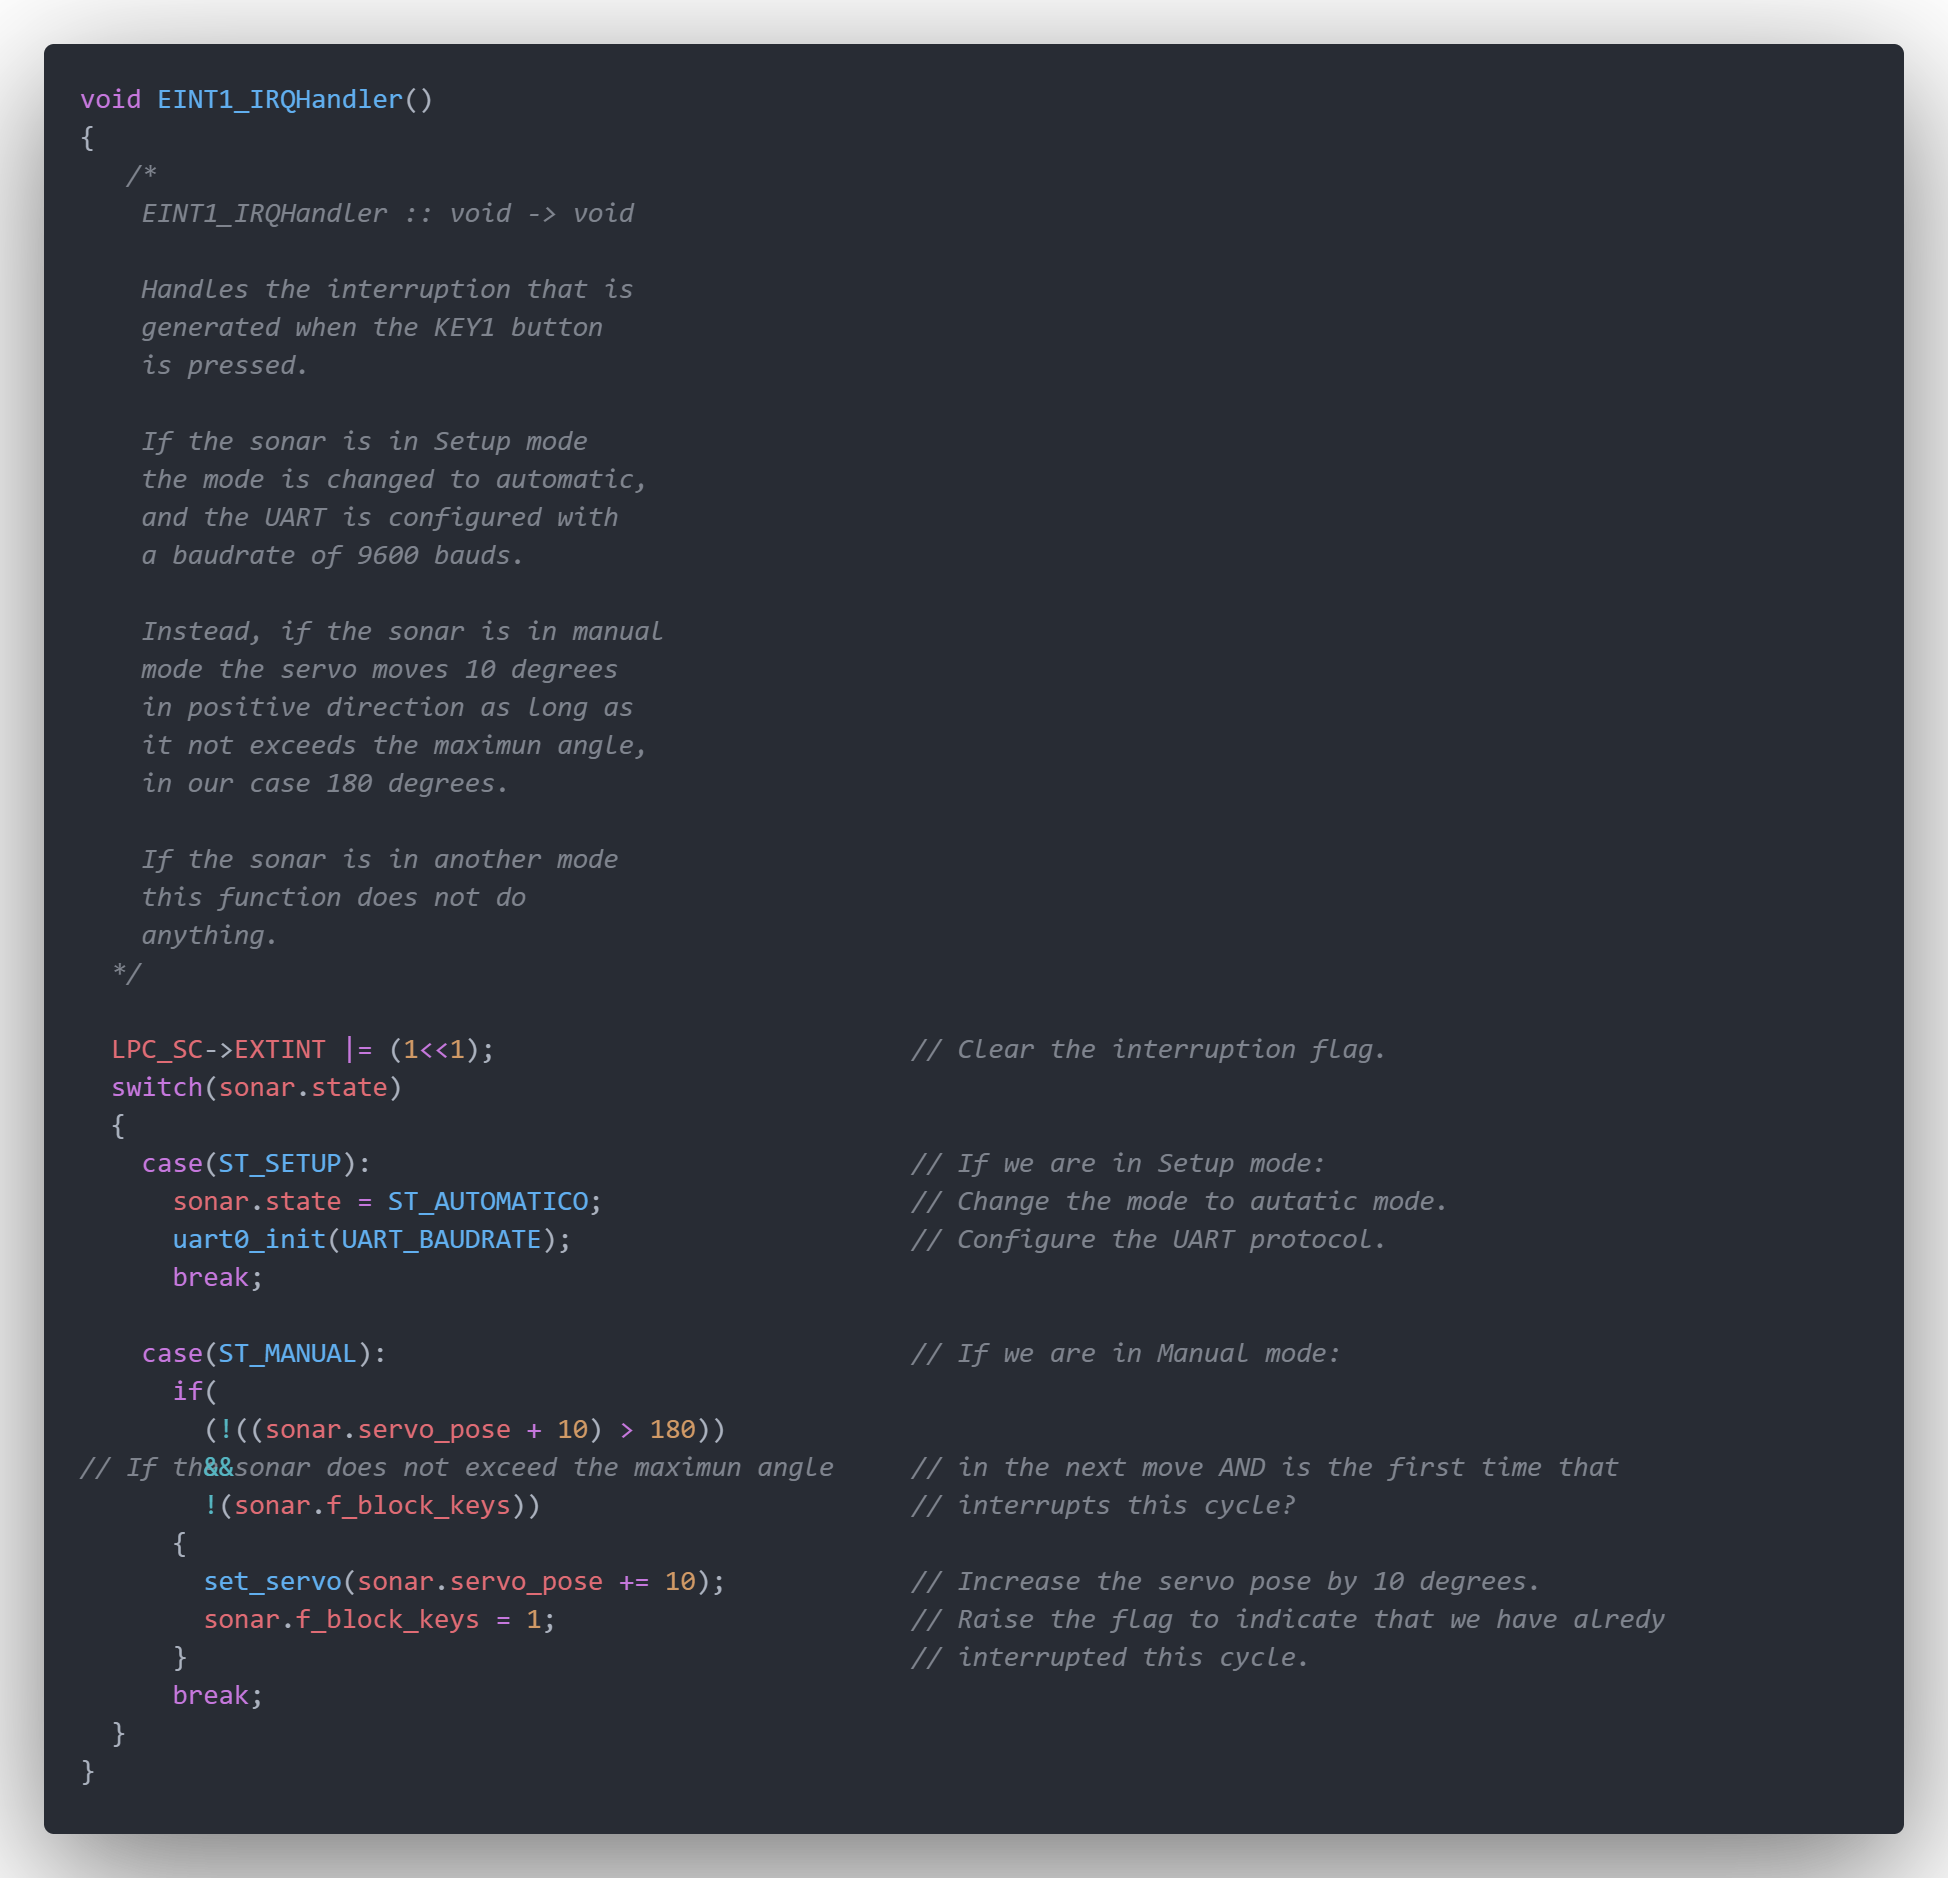 void EINT1_IRQHandler()
{
   /*
    EINT1_IRQHandler :: void -> void

    Handles the interruption that is
    generated when the KEY1 button
    is pressed.

    If the sonar is in Setup mode
    the mode is changed to automatic,
    and the UART is configured with
    a baudrate of 9600 bauds.

    Instead, if the sonar is in manual
    mode the servo moves 10 degrees
    in positive direction as long as
    it not exceeds the maximun angle,
    in our case 180 degrees.

    If the sonar is in another mode
    this function does not do
    anything.
  */

  LPC_SC->EXTINT |= (1<<1);                           // Clear the interruption flag.
  switch(sonar.state)
  {
    case(ST_SETUP):                                   // If we are in Setup mode:
      sonar.state = ST_AUTOMATICO;                    // Change the mode to autatic mode.
      uart0_init(UART_BAUDRATE);                      // Configure the UART protocol.
      break;

    case(ST_MANUAL):                                  // If we are in Manual mode:
      if(
        (!((sonar.servo_pose + 10) > 180))
// If the sonar does not exceed the maximun angle     // in the next move AND is the first time that
        &&
        !(sonar.f_block_keys))                        // interrupts this cycle?
      {
        set_servo(sonar.servo_pose += 10);            // Increase the servo pose by 10 degrees.
        sonar.f_block_keys = 1;                       // Raise the flag to indicate that we have alredy
      }                                               // interrupted this cycle.
      break;
  }
}